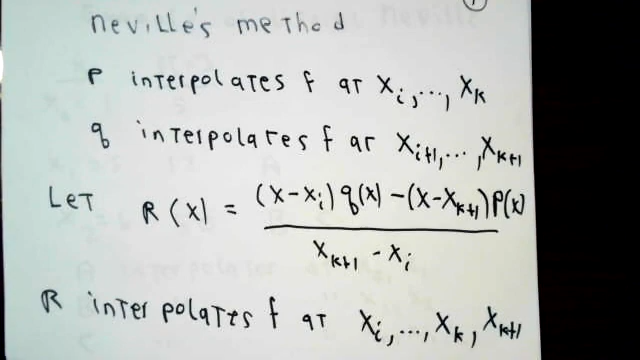 neville's method
P interpolates f at x_i, ..., x_k
q interpolates f at x_{i+1}, ..., x_{k+1}
Let R(x) = ((x-x_i) q(x) - (x-x_{k+1}) P(x)) / (x_{k+1} - x_i)
R interpolates f at x_i, ..., x_k, x_{k+1}